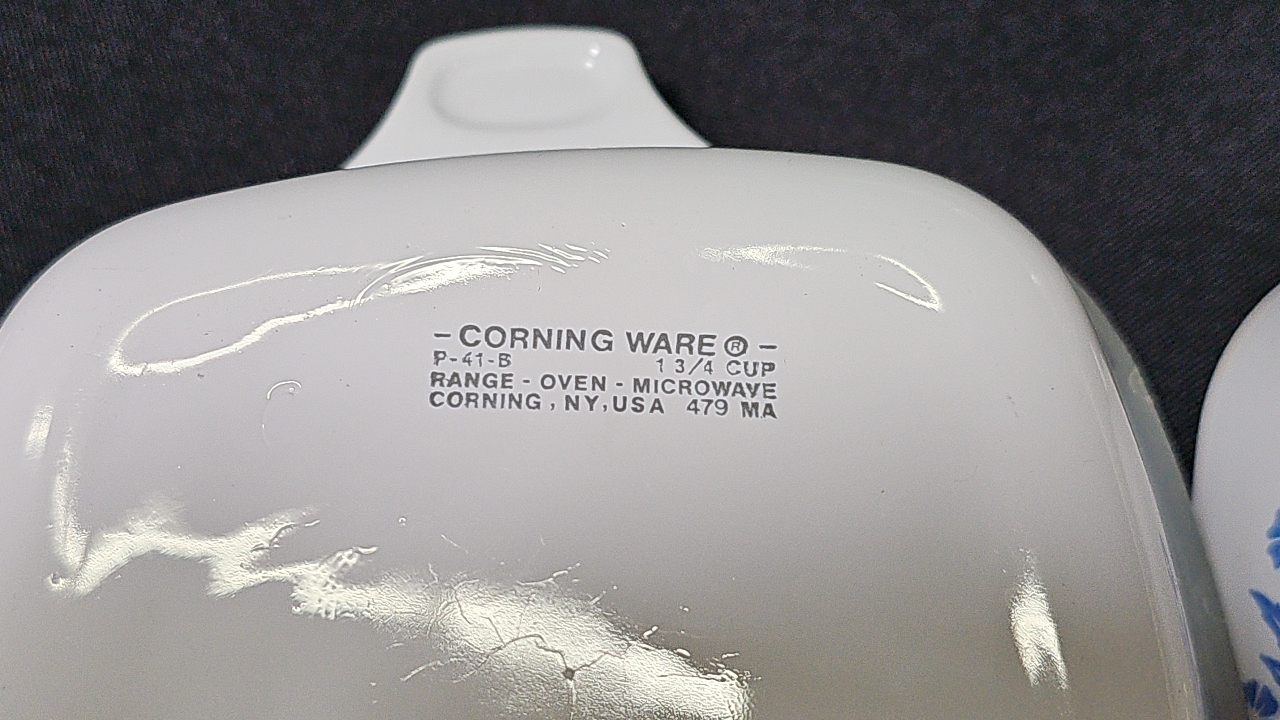 - CORNING WARE ® -
P-41-B 1 3/4 CUP
RANGE - OVEN - MICROWAVE
CORNING, NY, USA 479 MA